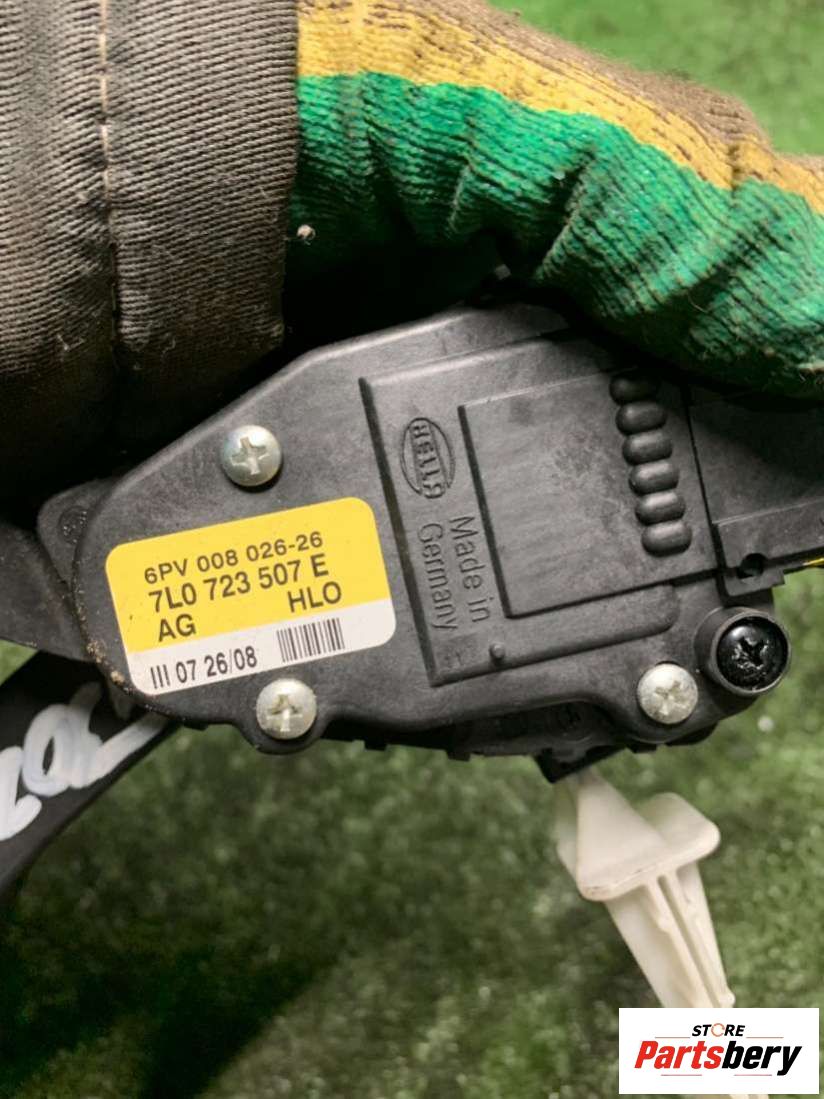 HELLA
Made in
Germany
6PV 008 026-26
7L0 723 507 E
AG HLO
III 07 26/08
STORE
Partsbery